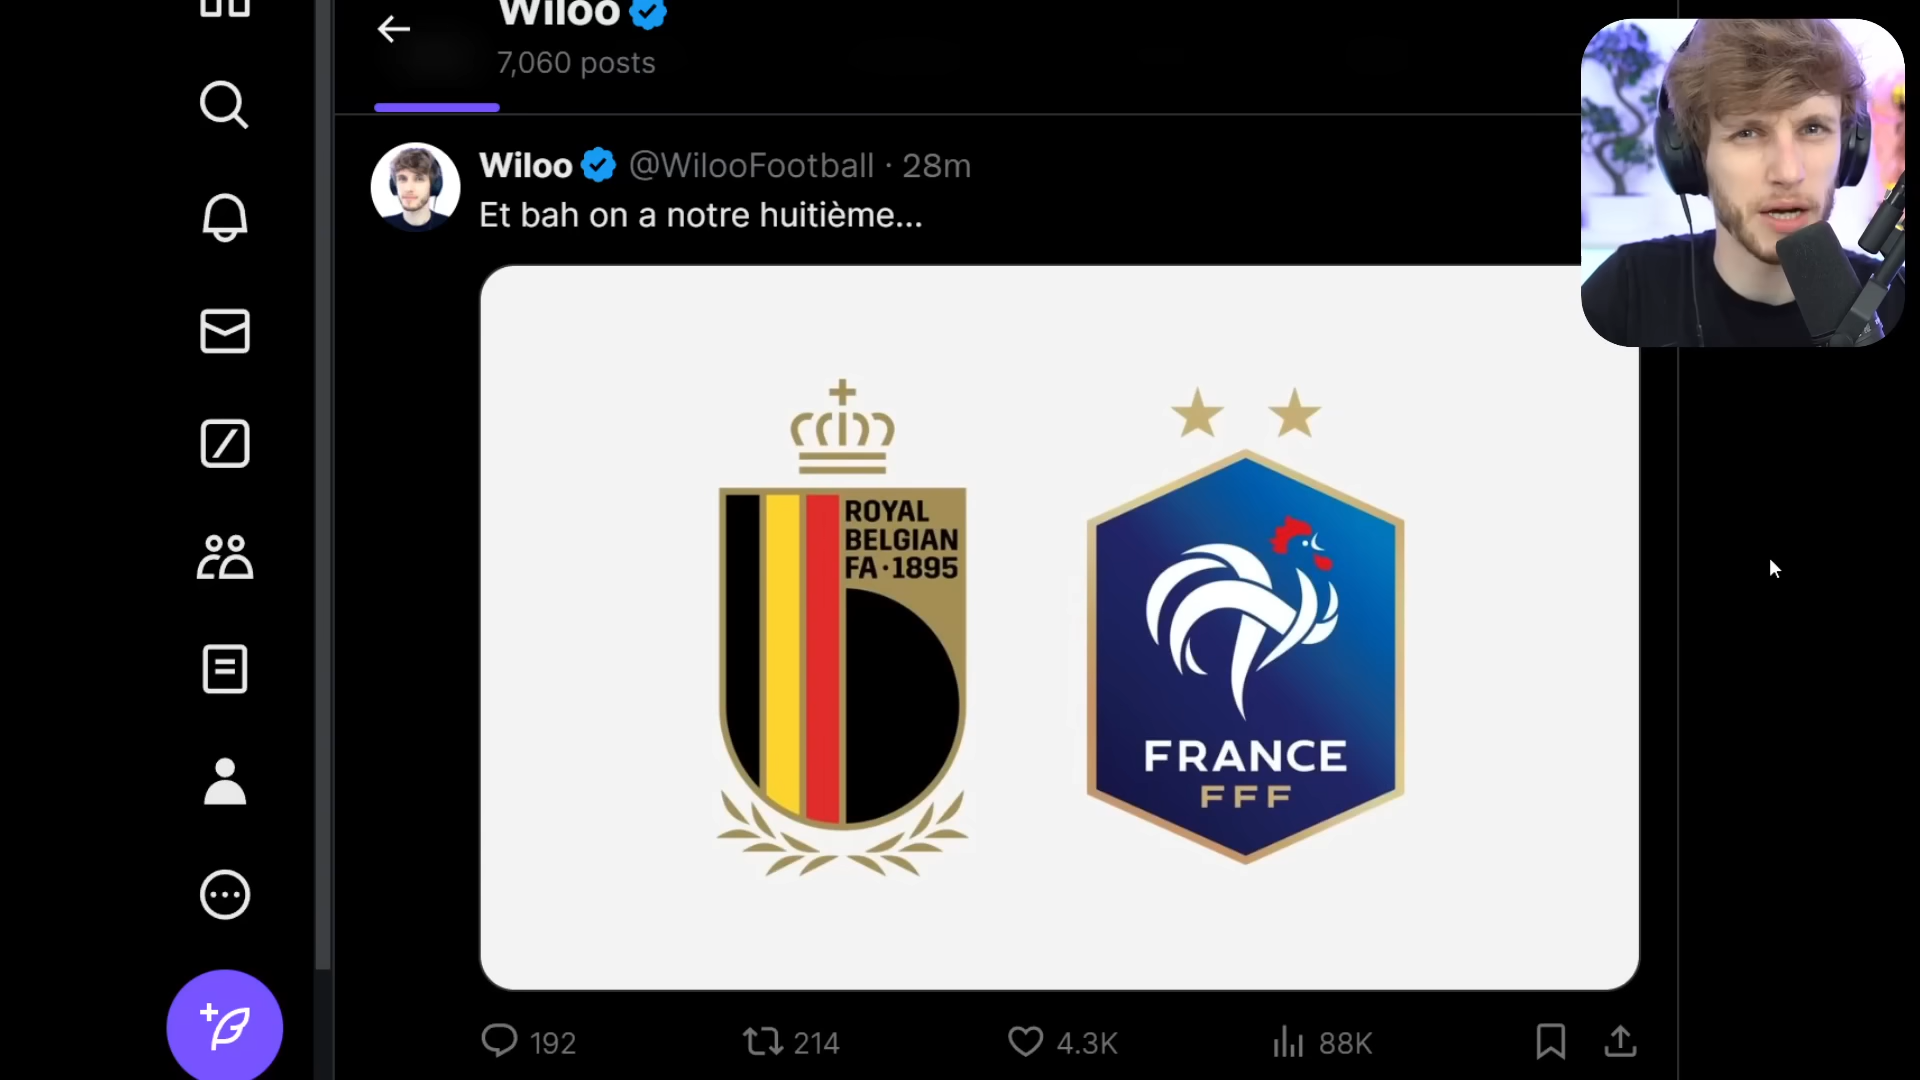 Wiloo
7,060 posts
Wiloo @WilooFootball · 28m
Et bah on a notre huitième...
ROYAL
BELGIAN
FA·1895
FRANCE
FFF
192 214 4.3K 88K